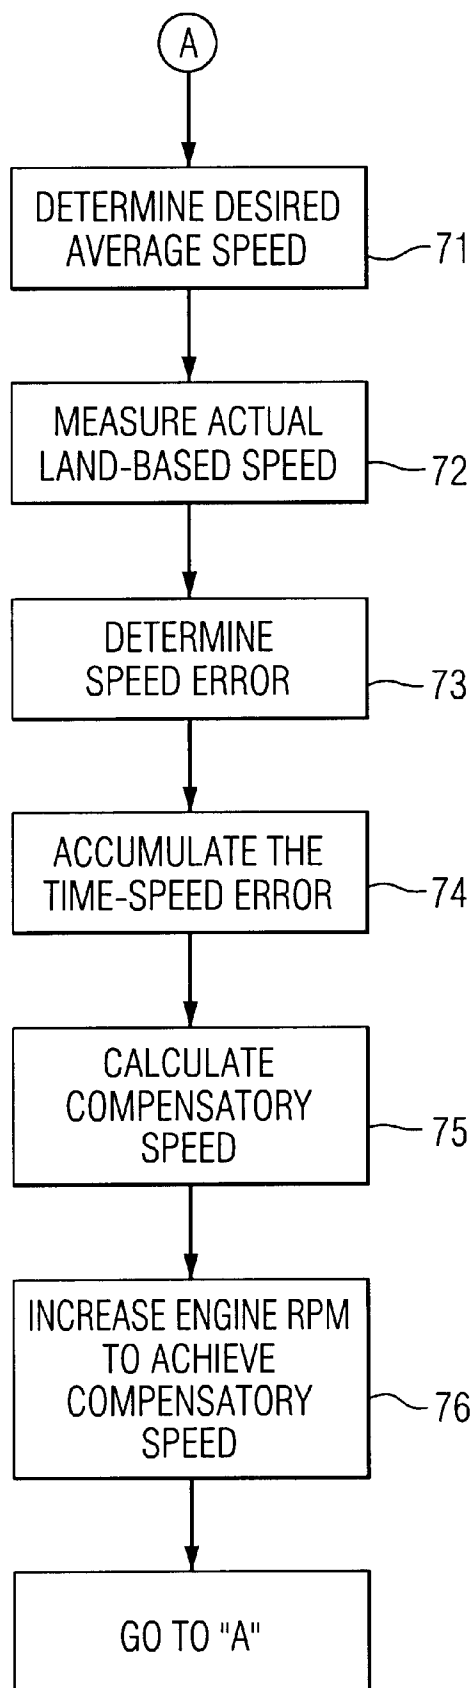 A
DETERMINE DESIRED
AVERAGE SPEED
71
MEASURE ACTUAL
LAND-BASED SPEED
72
DETERMINE
SPEED ERROR
73
ACCUMULATE THE
TIME-SPEED ERROR
74
CALCULATE
COMPENSATORY
SPEED
75
INCREASE ENGINE RPM
TO ACHIEVE
COMPENSATORY
SPEED
76
GO TO "A"